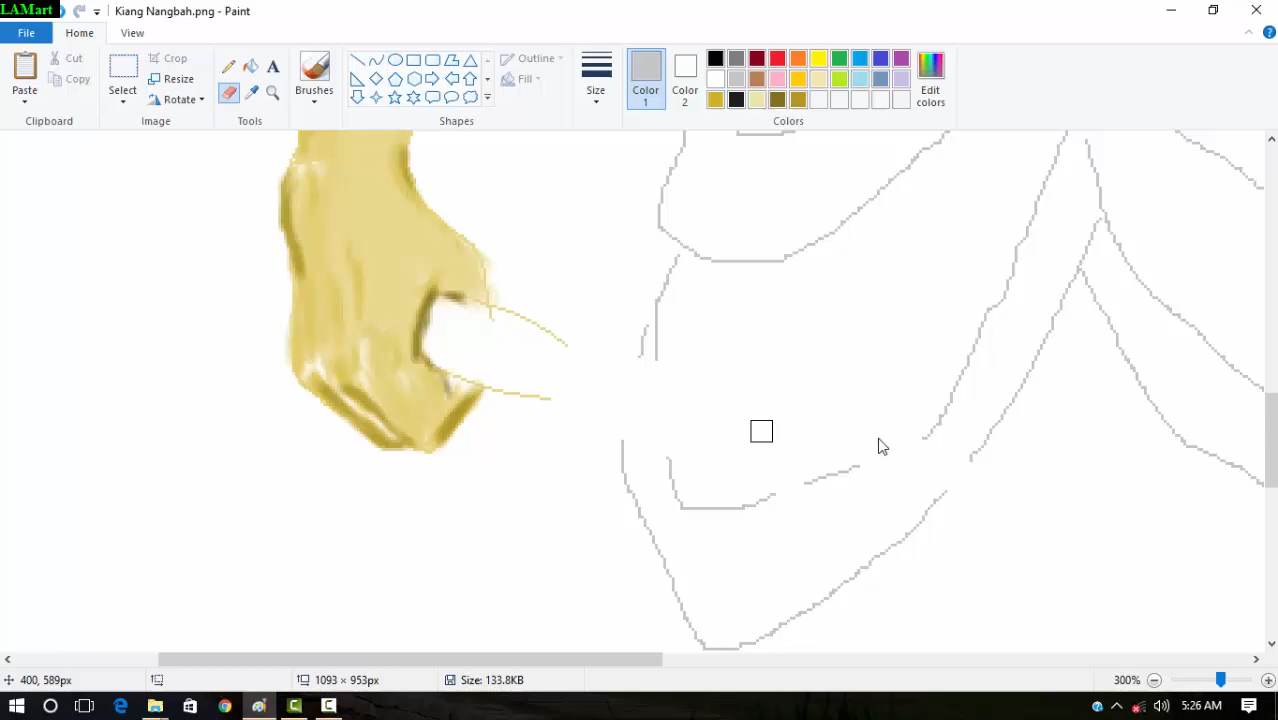 LAMart
Kiang Nangbah.png - Paint
File
Home
View
Paste
Cut
Copy
Clipboard
Select
Crop
Resize
Rotate
Image
A
Tools
Brushes
Outline
Fill
Shapes
Size
Color 1
Color 2
Edit colors
Colors
400, 589px
1093 × 953px
Size: 133.8KB
300%
5:26 AM